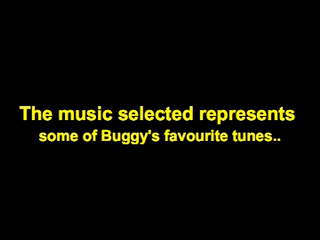 The music selected represents
some of Buggy's favourite tunes..